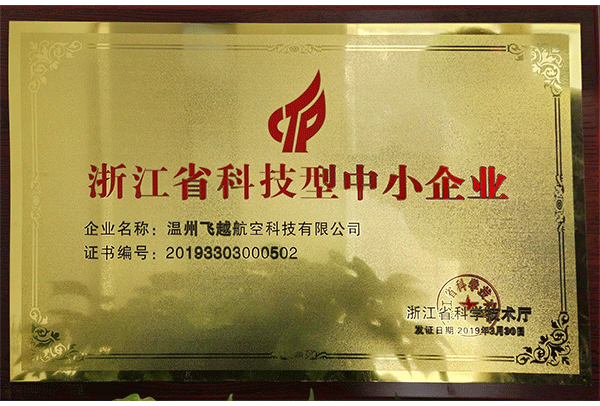 浙江省科技型中小企业
企业名称：温州飞越航空科技有限公司
证书编号：20193303000502
浙江省科学技术厅
发证日期 2019年3月30日